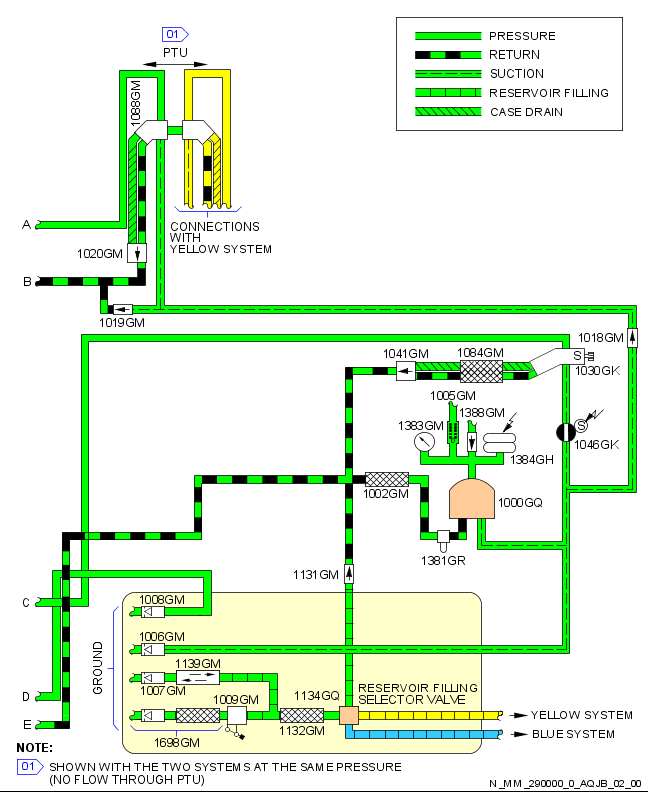 01
PTU
PRESSURE
RETURN
SUCTION
RESERVOIR FILLING
CASE DRAIN
1088GM
A
CONNECTIONS
WITH
YELLOW SYSTEM
1020GM
B
1019GM
1018GM
1041GM
1084GM
S
1030GK
1005GM
1388GM
1383GM
S
1046GK
1384GH
1002GM
1000GQ
1381GR
1131GM
C
1008GM
GROUND
1006GM
1139GM
1007GM
D
1009GM
1134GQ
RESERVOIR FILLING
SELECTOR VALVE
YELLOW SYSTEM
E
1698GM
1132GM
BLUE SYSTEM
NOTE:
01 SHOWN WITH THE TWO SYSTEMS AT THE SAME PRESSURE
(NO FLOW THROUGH PTU)
N_MM_290000_0_AQJB_02_00